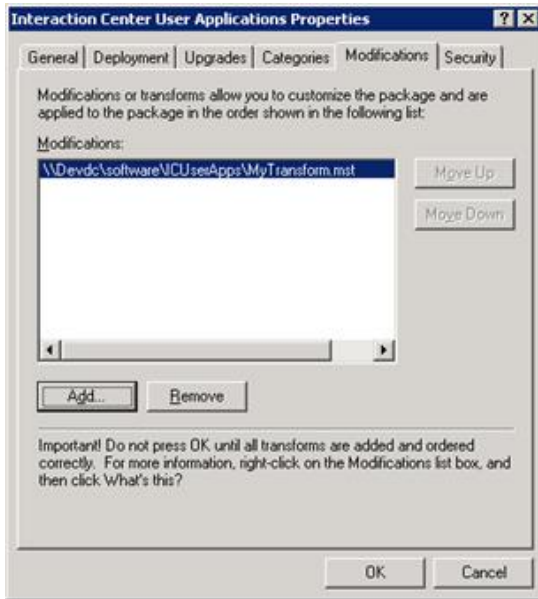 Interaction Center User Applications Properties
General Deployment Upgrades Categories Modifications Security
Modifications or transforms allow you to customize the package and are
applied to the package in the order shown in the following list:
Modifications:
\\Devdc\software\ICUserApps\MyTransform.mst
Move Up
Move Down
Add... Remove
Important! Do not press OK until all transforms are added and ordered
correctly. For more information, right-click on the Modifications list box, and
then click What's this?
OK Cancel